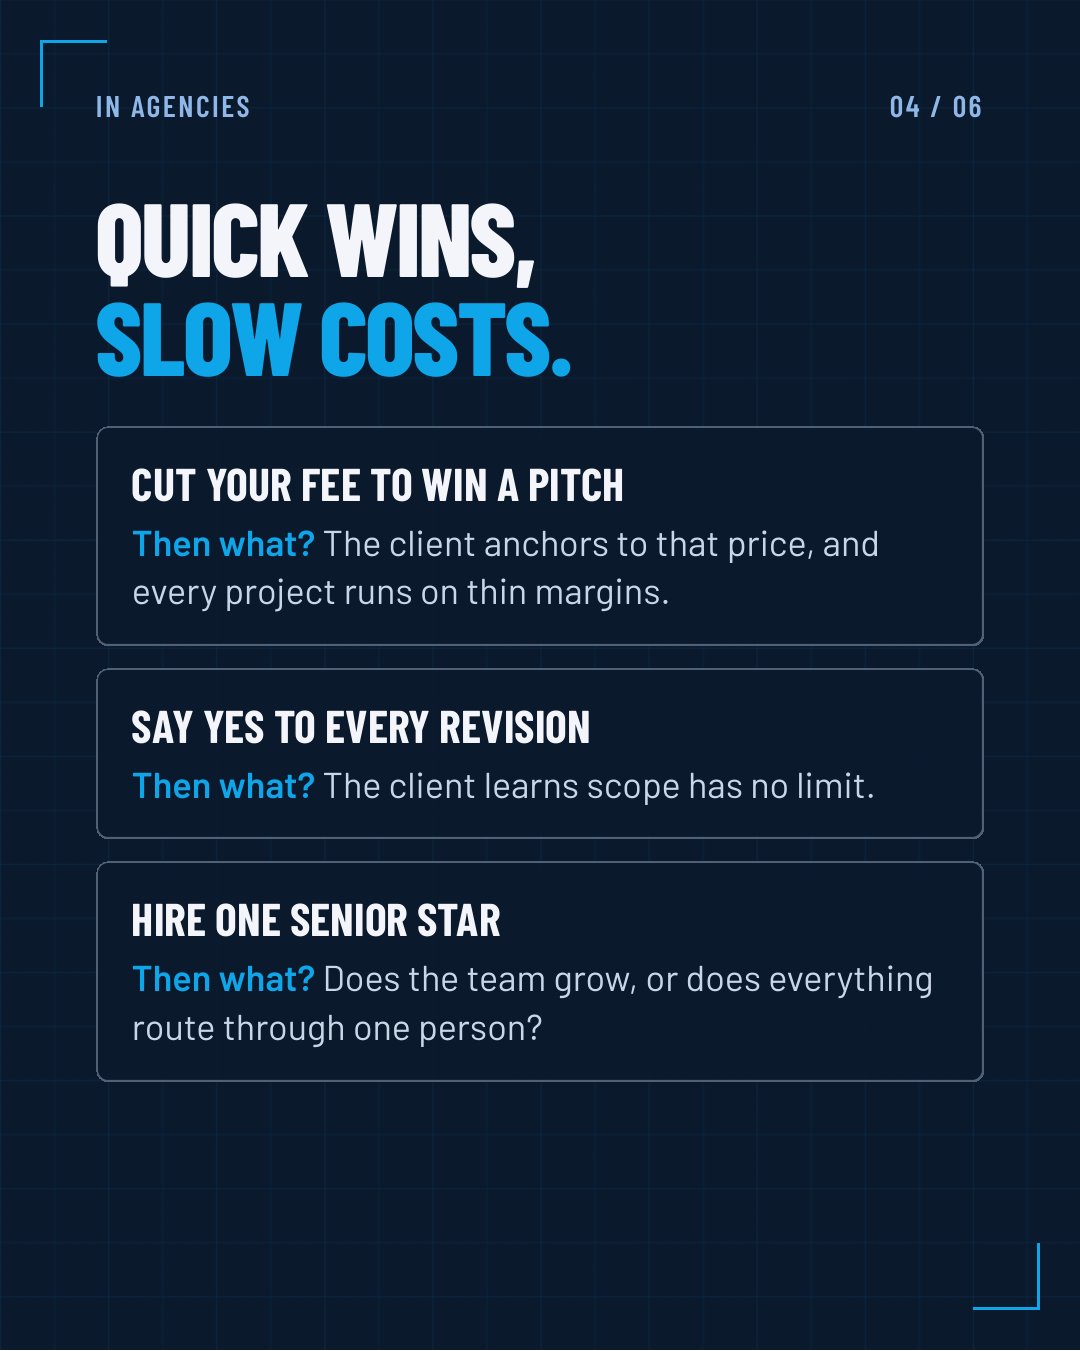 IN AGENCIES
04 / 06
QUICK WINS,
SLOW COSTS.
CUT YOUR FEE TO WIN A PITCH
Then what? The client anchors to that price, and
every project runs on thin margins.
SAY YES TO EVERY REVISION
Then what? The client learns scope has no limit.
HIRE ONE SENIOR STAR
Then what? Does the team grow, or does everything
route through one person?